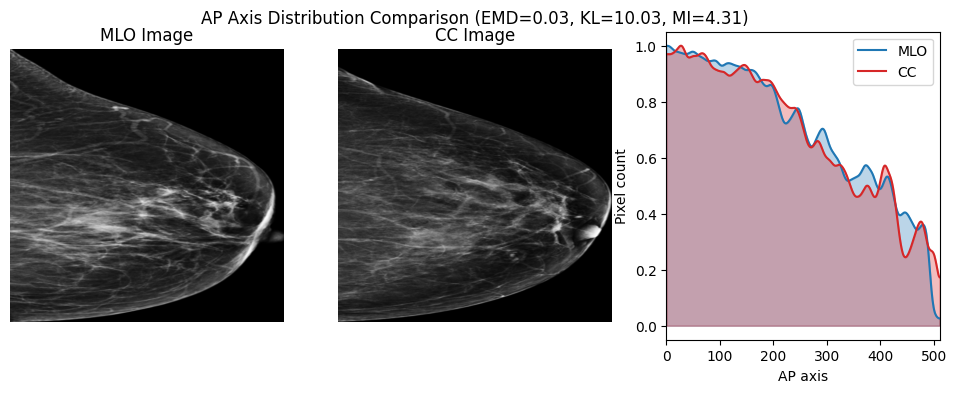 AP Axis Distribution Comparison (EMD=0.03, KL=10.03, MI=4.31)
MLO Image
CC Image
MLO
CC
Pixel count
1.0
0.8
0.6
0.4
0.2
0.0
0 100 200 300 400 500
AP axis